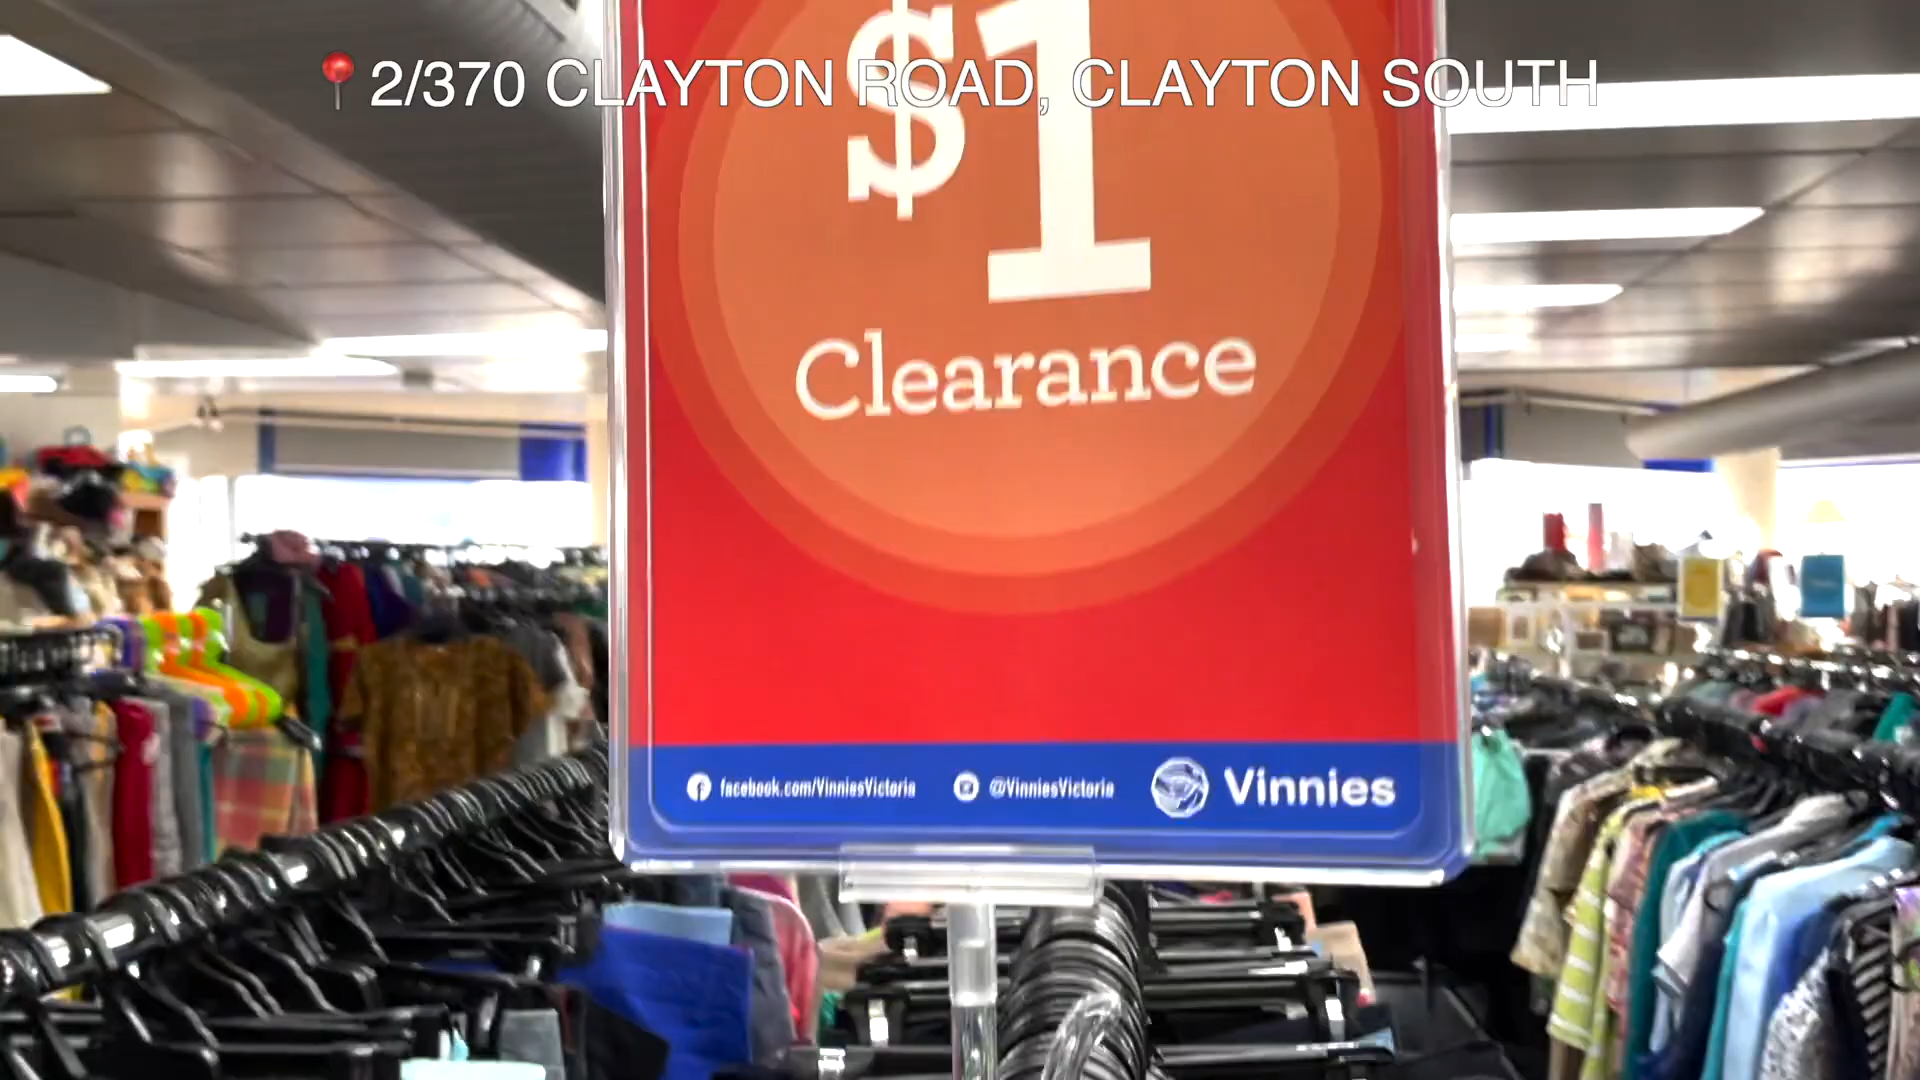 📍2/370 CLAYTON ROAD, CLAYTON SOUTH
$1
Clearance
facebook.com/VinniesVictoria @VinniesVictoria Vinnies